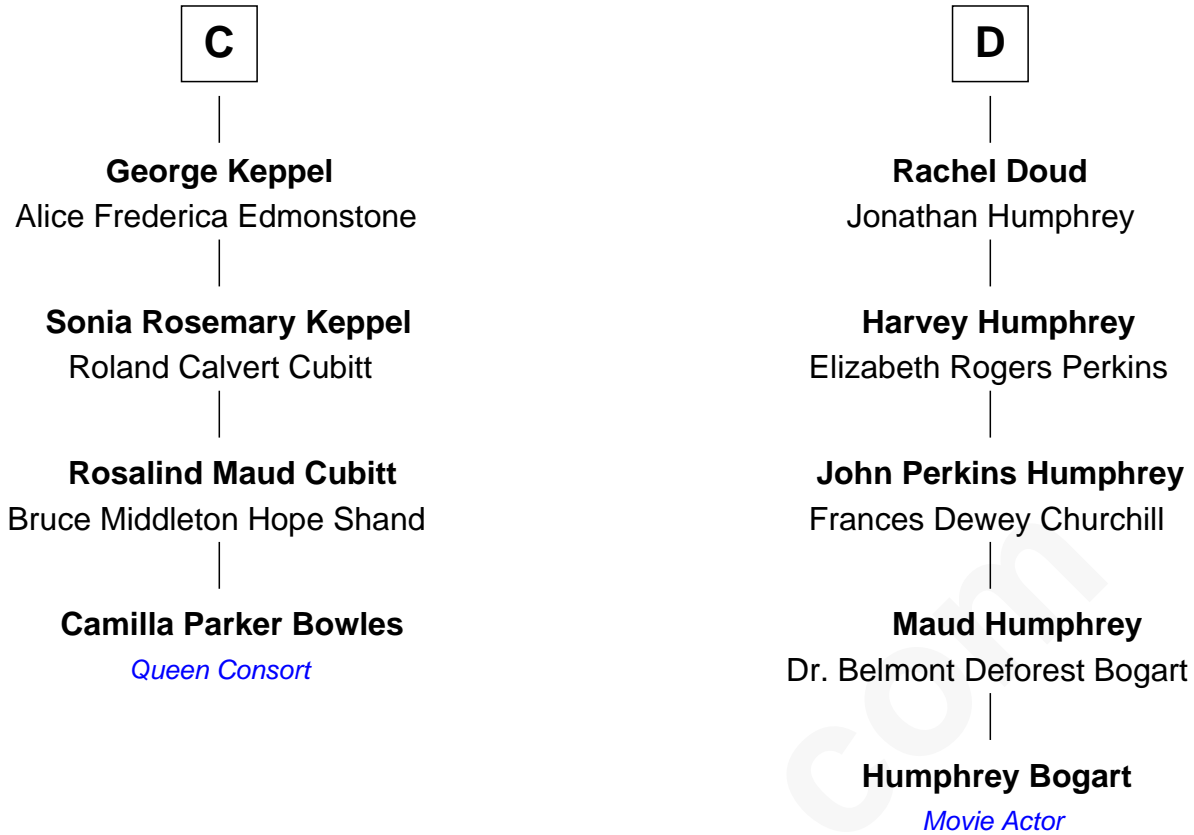 C
George Keppel
Alice Frederica Edmonstone
Sonia Rosemary Keppel
Roland Calvert Cubitt
Rosalind Maud Cubitt
Bruce Middleton Hope Shand
Camilla Parker Bowles
Queen Consort
D
Rachel Doud
Jonathan Humphrey
Harvey Humphrey
Elizabeth Rogers Perkins
John Perkins Humphrey
Frances Dewey Churchill
Maud Humphrey
Dr. Belmont Deforest Bogart
Humphrey Bogart
Movie Actor
com